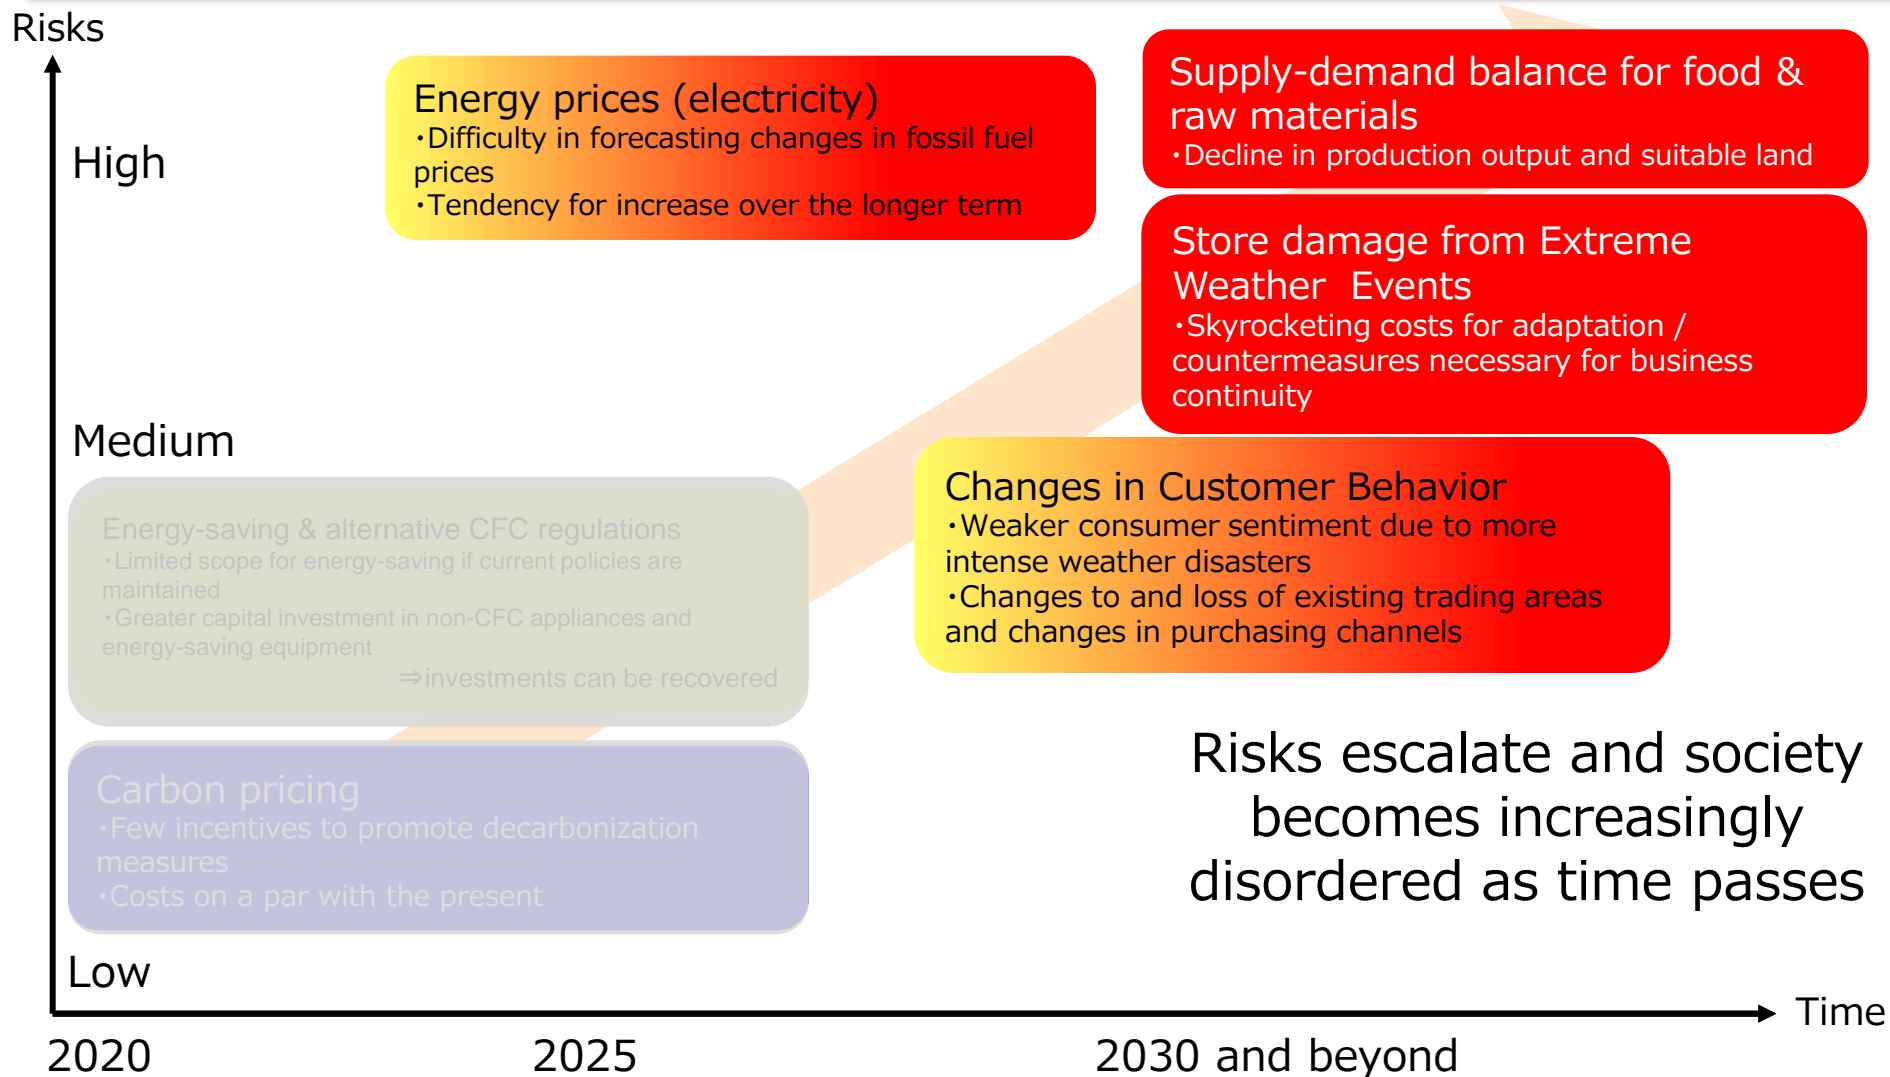 Risks
High
Medium
Low
Energy prices (electricity)
・Difficulty in forecasting changes in fossil fuel
prices
・Tendency for increase over the longer term
Supply-demand balance for food &
raw materials
・Decline in production output and suitable land
Store damage from Extreme
Weather  Events
・Skyrocketing costs for adaptation /
countermeasures necessary for business
continuity
Changes in Customer Behavior
・Weaker consumer sentiment due to more
intense weather disasters
・Changes to and loss of existing trading areas
and changes in purchasing channels
Energy-saving & alternative CFC regulations
・Limited scope for energy-saving if current policies are
maintained
・Greater capital investment in non-CFC appliances and
energy-saving equipment
⇒investments can be recovered
Carbon pricing
・Few incentives to promote decarbonization
measures
・Costs on a par with the present
Risks escalate and society
becomes increasingly
disordered as time passes
Time
2020
2025
2030 and beyond